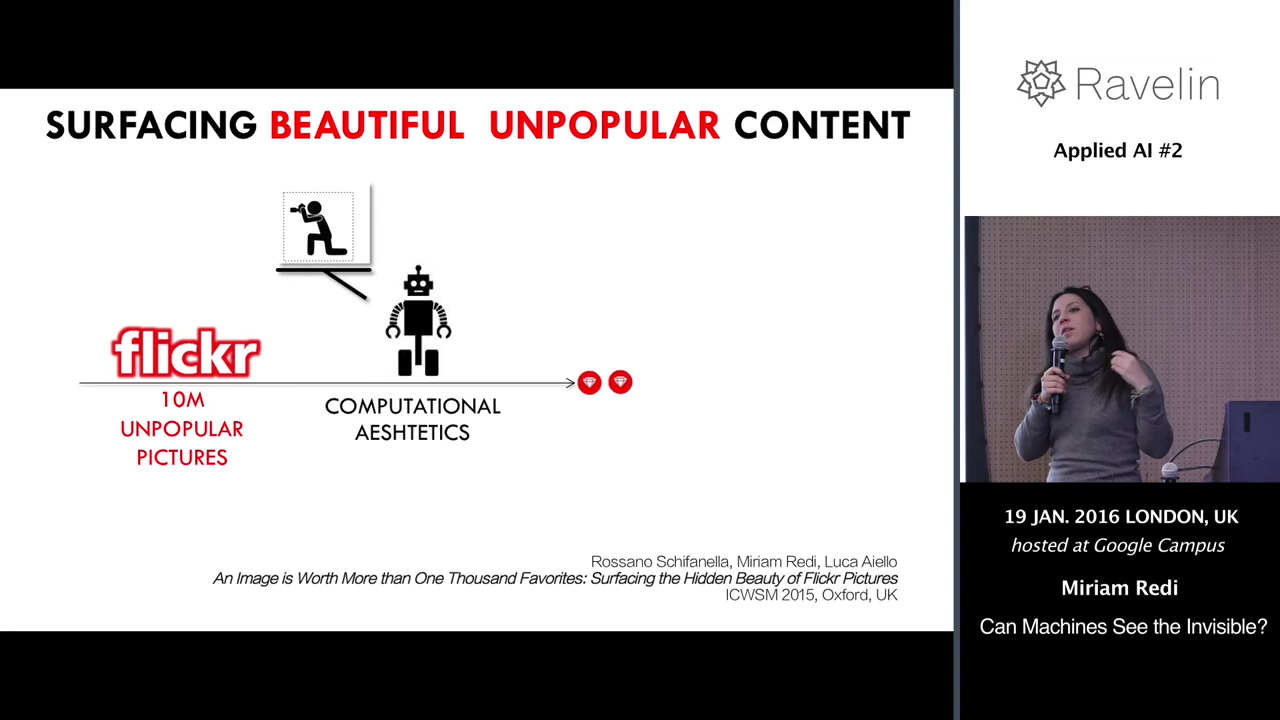 SURFACING BEAUTIFUL UNPOPULAR CONTENT
flickr
10M
UNPOPULAR
PICTURES
COMPUTATIONAL
AESHTETICS
Rossano Schifanella, Miriam Redi, Luca Aiello
An Image is Worth More than One Thousand Favorites: Surfacing the Hidden Beauty of Flickr Pictures
ICWSM 2015, Oxford, UK
Ravelin
Applied AI #2
19 JAN. 2016 LONDON, UK
hosted at Google Campus
Miriam Redi
Can Machines See the Invisible?